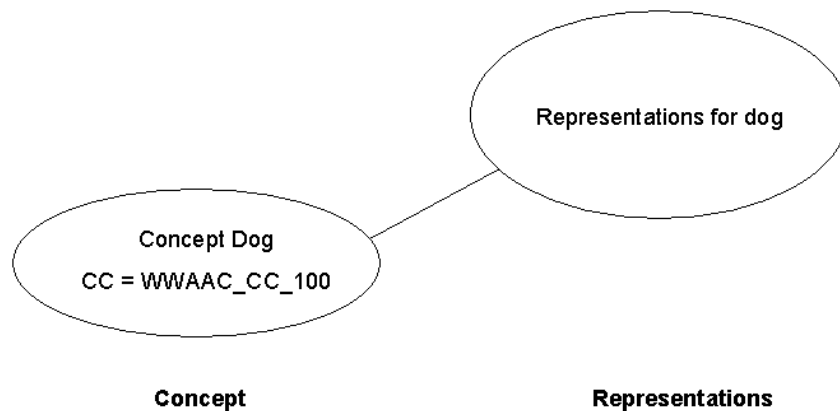 Representations for dog
Concept Dog
CC = WWAAC_CC_100
Concept
Representations